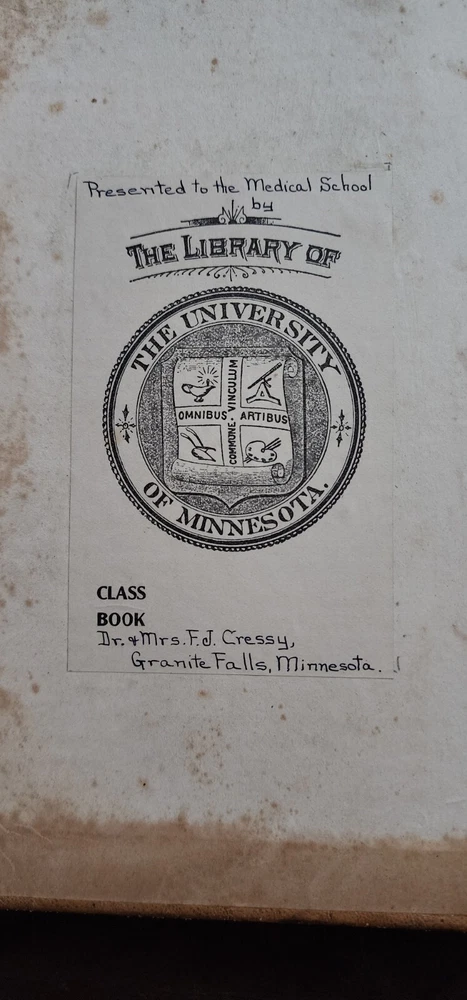 Presented to the Medical School
by
THE LIBRARY OF
THE UNIVERSITY
OMNIBUS ARTIBUS
COMMUNE · VINCULUM
OF MINNESOTA.
CLASS
BOOK
Dr. & Mrs. F. J. Cressy,
Granite Falls, Minnesota.